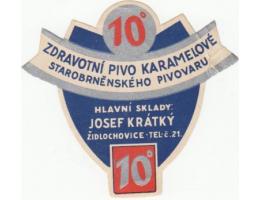 10°
ZDRAVOTNÍ PIVO KARAMELOVÉ
STAROBRNĚNSKÉHO PIVOVARU
HLAVNÍ SKLADY:
JOSEF KRÁTKÝ
ŽIDLOCHOVICE·TEL·č.21.
10°